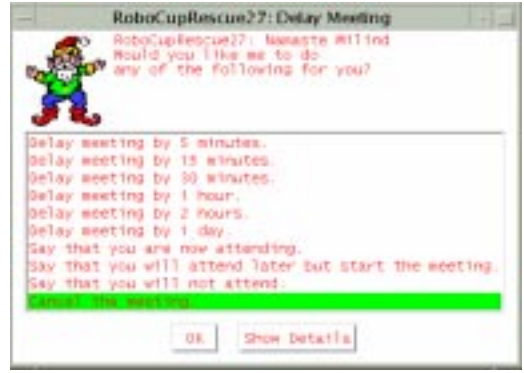 RoboCupRescue27: Delay Meeting
RoboCupRescue27: Namaste Milind
Would you like me to do
any of the following for you?
Delay meeting by 5 minutes.
Delay meeting by 15 minutes.
Delay meeting by 30 minutes.
Delay meeting by 1 hour.
Delay meeting by 2 hours.
Delay meeting by 1 day.
Say that you are now attending.
Say that you will attend later but start the meeting.
Say that you will not attend.
Cancel the meeting.
OK
Show Details